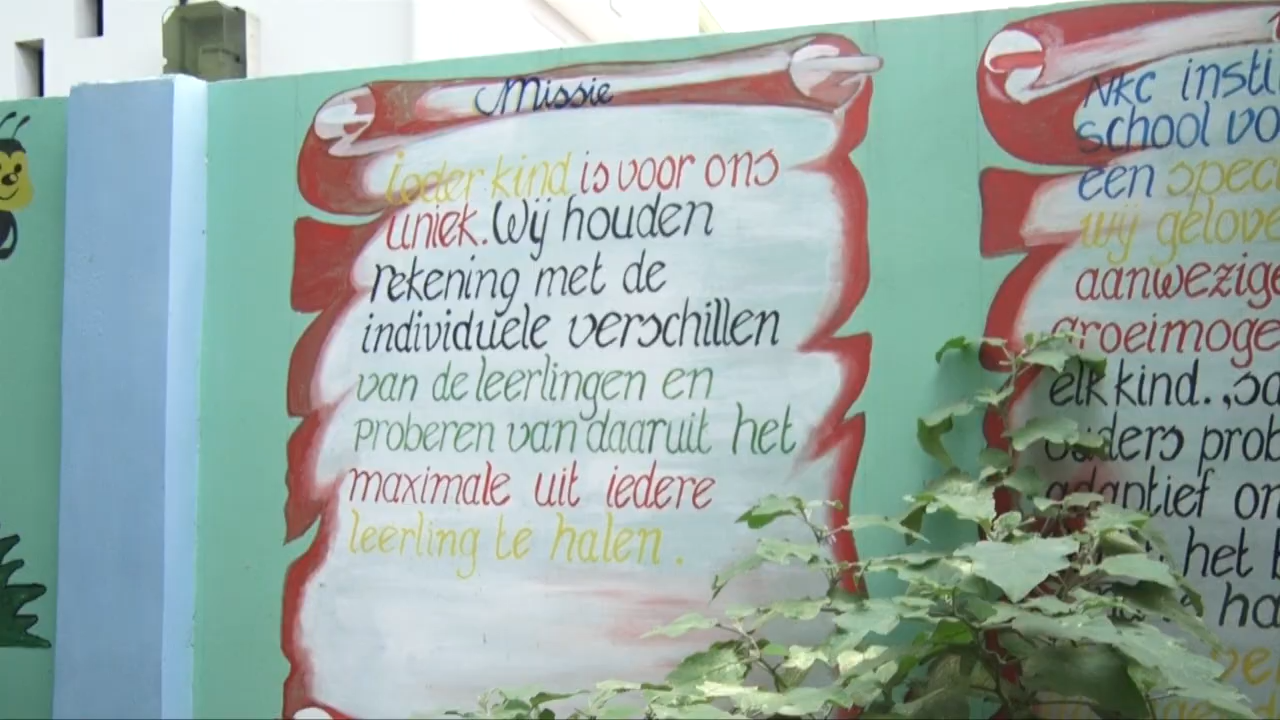 Missie
ieder kind is voor ons
uniek. Wij houden
rekening met de
individuele verschillen
van de leerlingen en
proberen van daaruit het
maximale uit iedere
leerling te halen.
NKC insti
school vo
een speci
wij gelove
aanwezige
groeimoge
elk kind.
ouders prob
adaptief on
het b
ha